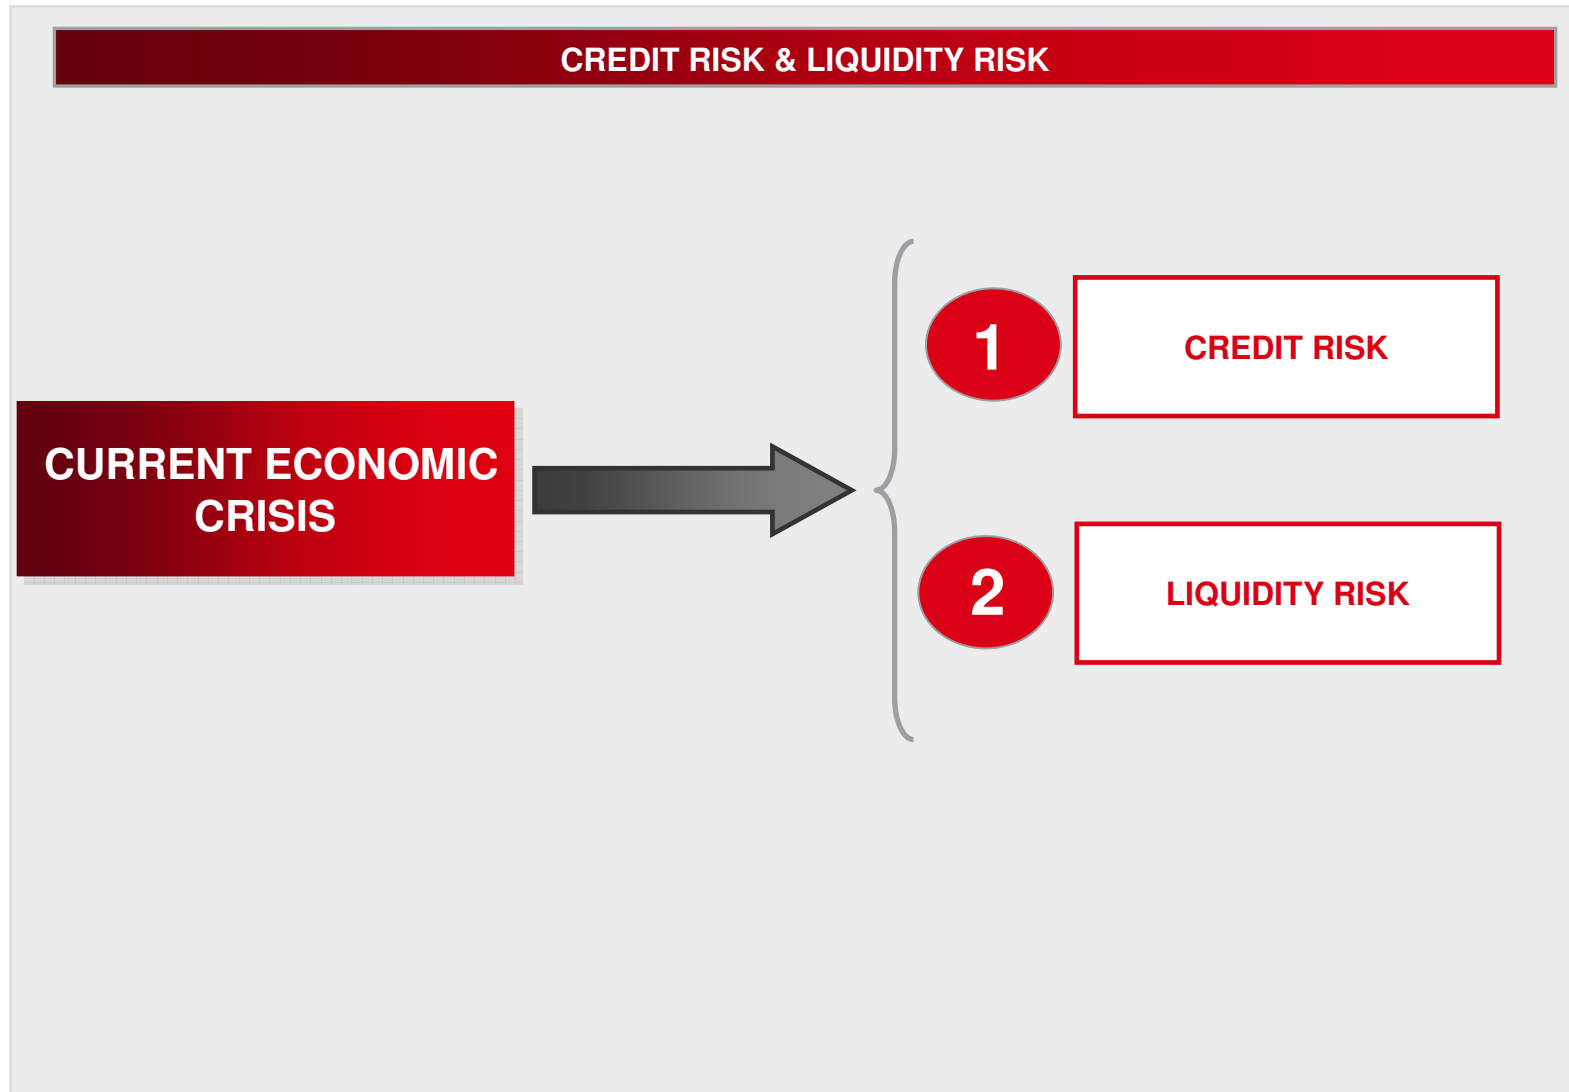 CREDIT RISK & LIQUIDITY RISK
1
CREDIT RISK
CURRENT ECONOMIC
CRISIS
2
LIQUIDITY RISK